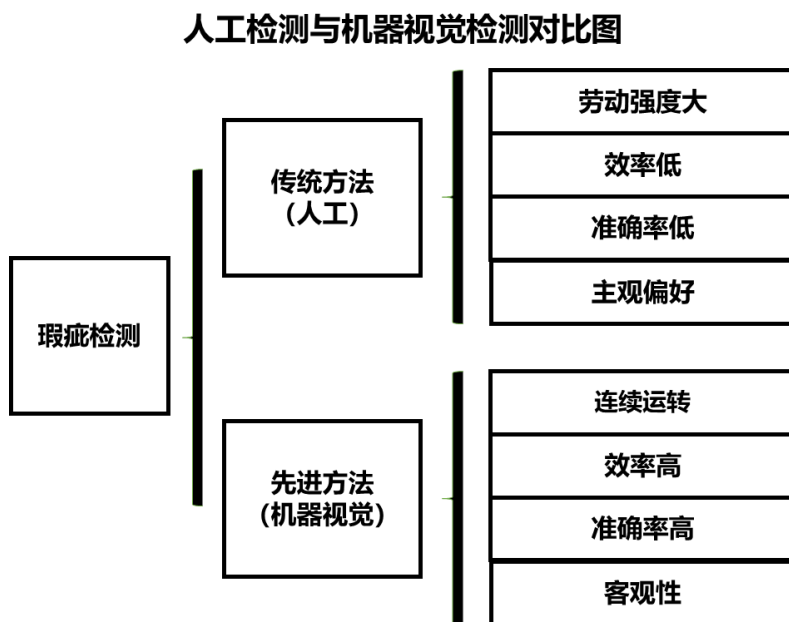 人工检测与机器视觉检测对比图
瑕疵检测
传统方法
（人工）
劳动强度大
效率低
准确率低
主观偏好
先进方法
（机器视觉）
连续运转
效率高
准确率高
客观性